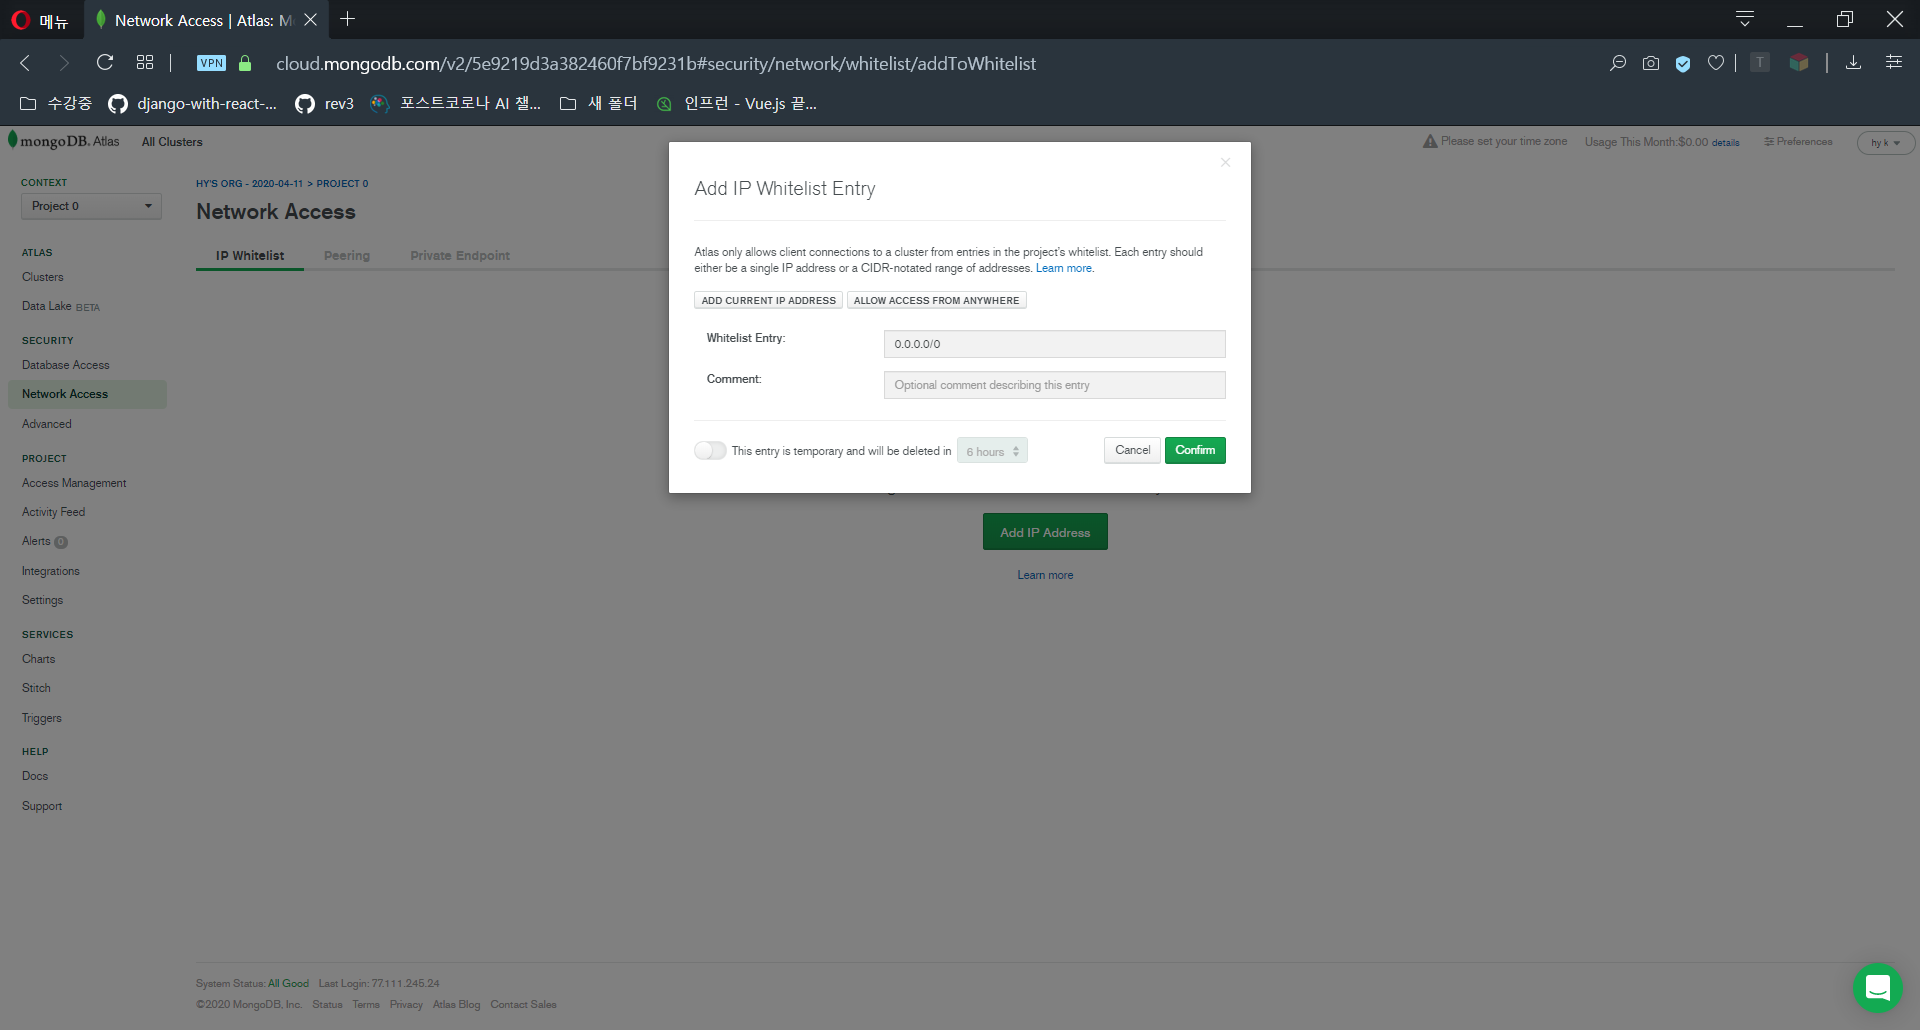 메뉴
Network Access | Atlas: M
VPN
cloud.mongodb.com/v2/5e9219d3a382460f7bf9231b#security/network/whitelist/addToWhitelist
T
수강중
django-with-react-...
rev3
포스트코로나 AI 챌...
새 폴더
인프런 - Vue.js 끝...
mongoDB. Atlas
All Clusters
Please set your time zone
Usage This Month:$0.00 details
Preferences
hy k
CONTEXT
Project 0
ATLAS
Clusters
Data Lake BETA
SECURITY
Database Access
Network Access
Advanced
PROJECT
Access Management
Activity Feed
Alerts 0
Integrations
Settings
SERVICES
Charts
Stitch
Triggers
HELP
Docs
Support
HY'S ORG - 2020-04-11 > PROJECT 0
Network Access
IP Whitelist
Peering
Private Endpoint
Add IP Whitelist Entry
Atlas only allows client connections to a cluster from entries in the project's whitelist. Each entry should
either be a single IP address or a CIDR-notated range of addresses. Learn more.
ADD CURRENT IP ADDRESS
ALLOW ACCESS FROM ANYWHERE
Whitelist Entry:
0.0.0.0/0
Comment:
Optional comment describing this entry
This entry is temporary and will be deleted in
6 hours
Cancel
Confirm
Add IP Address
Learn more
System Status: All Good Last Login: 77.111.245.24
©2020 MongoDB, Inc. Status Terms Privacy Atlas Blog Contact Sales